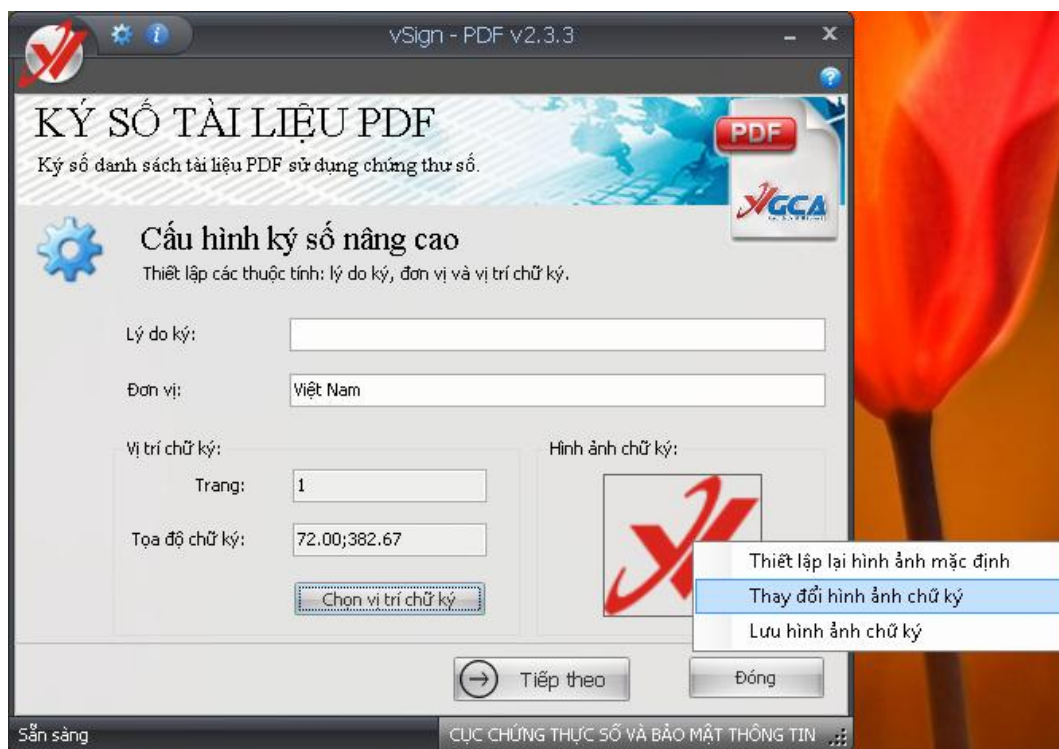 vSign - PDF v2.3.3
KÝ SỐ TÀI LIỆU PDF
Ký số danh sách tài liệu PDF sử dụng chứng thư số.
PDF
GCA
Cấu hình ký số nâng cao
Thiết lập các thuộc tính: lý do ký, đơn vị và vị trí chữ ký.
Lý do ký:
Đơn vị: Việt Nam
Vị trí chữ ký: Hình ảnh chữ ký:
Trang: 1
Tọa độ chữ ký: 72.00;382.67
Chọn vị trí chữ ký
Thiết lập lại hình ảnh mặc định
Thay đổi hình ảnh chữ ký
Lưu hình ảnh chữ ký
Tiếp theo Đóng
Sẵn sàng CỤC CHỨNG THỰC SỐ VÀ BẢO MẬT THÔNG TIN